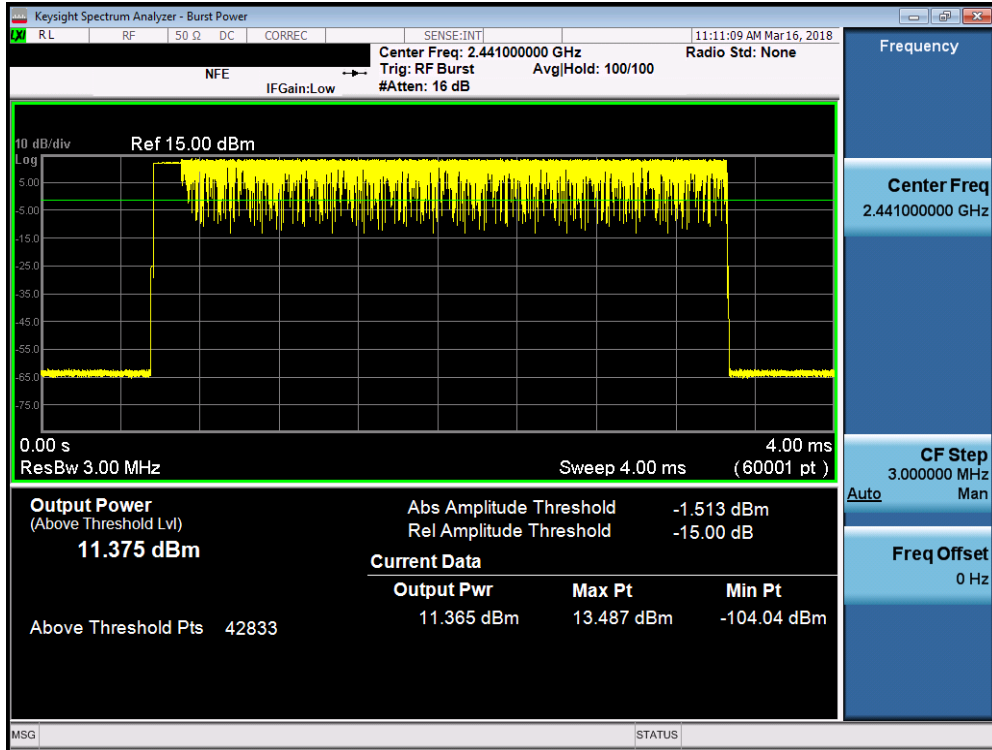 Keysight Spectrum Analyzer - Burst Power
LXI RL RF 50 Ω DC CORREC SENSE:INT 11:11:09 AM Mar 16, 2018
Center Freq: 2.441000000 GHz Radio Std: None
NFE Trig: RF Burst Avg|Hold: 100/100
IFGain:Low #Atten: 16 dB
Frequency
10 dB/div Ref 15.00 dBm
Log
5.00
-5.00
-15.0
-25.0
-35.0
-45.0
-55.0
-65.0
-75.0
0.00 s 4.00 ms
ResBw 3.00 MHz Sweep 4.00 ms (60001 pt )
Output Power
(Above Threshold Lvl)
11.375 dBm
Above Threshold Pts 42833
Abs Amplitude Threshold -1.513 dBm
Rel Amplitude Threshold -15.00 dB
Current Data
Output Pwr Max Pt Min Pt
11.365 dBm 13.487 dBm -104.04 dBm
Center Freq
2.441000000 GHz
CF Step
3.000000 MHz
Auto Man
Freq Offset
0 Hz
MSG STATUS